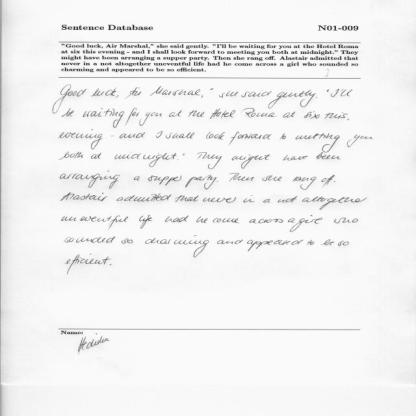 Sentence Database N01-009
"Good luck, Air Marshal," she said gently. "I'll be waiting for you at the Hotel Roma
at six this evening - and I shall look forward to meeting you both at midnight." They
might have been arranging a supper party. Then she rang off. Alastair admitted that
never in a not altogether uneventful life had he come across a girl who sounded so
charming and appeared to be so efficient.
Good luck, Air Marshal," she said gently. "I'll
be waiting for you at the Hotel Roma at six this
evening - and I shall look forward to meeting you
both at midnight." They might have been
arranging a supper party. Then she rang off.
Alastair admitted that never in a not altogether
uneventful life had he come across a girl who
sounded so charming and appeared to be so
efficient.
Name: